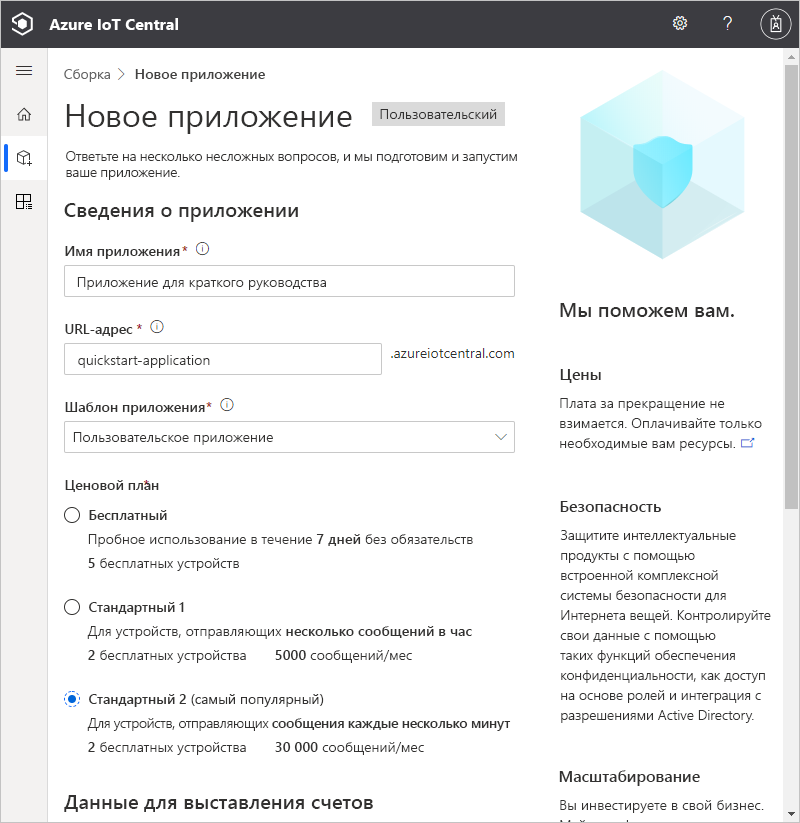 Azure IoT Central
?
Сборка > Новое приложение
Новое приложение
Пользовательский
Ответьте на несколько несложных вопросов, и мы подготовим и запустим
ваше приложение.
Сведения о приложении
Имя приложения*
Приложение для краткого руководства
URL-адрес *
quickstart-application
.azureiotcentral.com
Шаблон приложения*
Пользовательское приложение
Ценовой план*
Бесплатный
Пробное использование в течение 7 дней без обязательств
5 бесплатных устройств
Стандартный 1
Для устройств, отправляющих несколько сообщений в час
2 бесплатных устройства 5000 сообщений/мес
Стандартный 2 (самый популярный)
Для устройств, отправляющих сообщения каждые несколько минут
2 бесплатных устройства 30 000 сообщений/мес
Данные для выставления счетов
Мы поможем вам.
Цены
Плата за прекращение не
взимается. Оплачивайте только
необходимые вам ресурсы.
Безопасность
Защитите интеллектуальные
продукты с помощью
встроенной комплексной
системы безопасности для
Интернета вещей. Контролируйте
свои данные с помощью
таких функций обеспечения
конфиденциальности, как доступ
на основе ролей и интеграция с
разрешениями Active Directory.
Масштабирование
Вы инвестируете в свой бизнес.